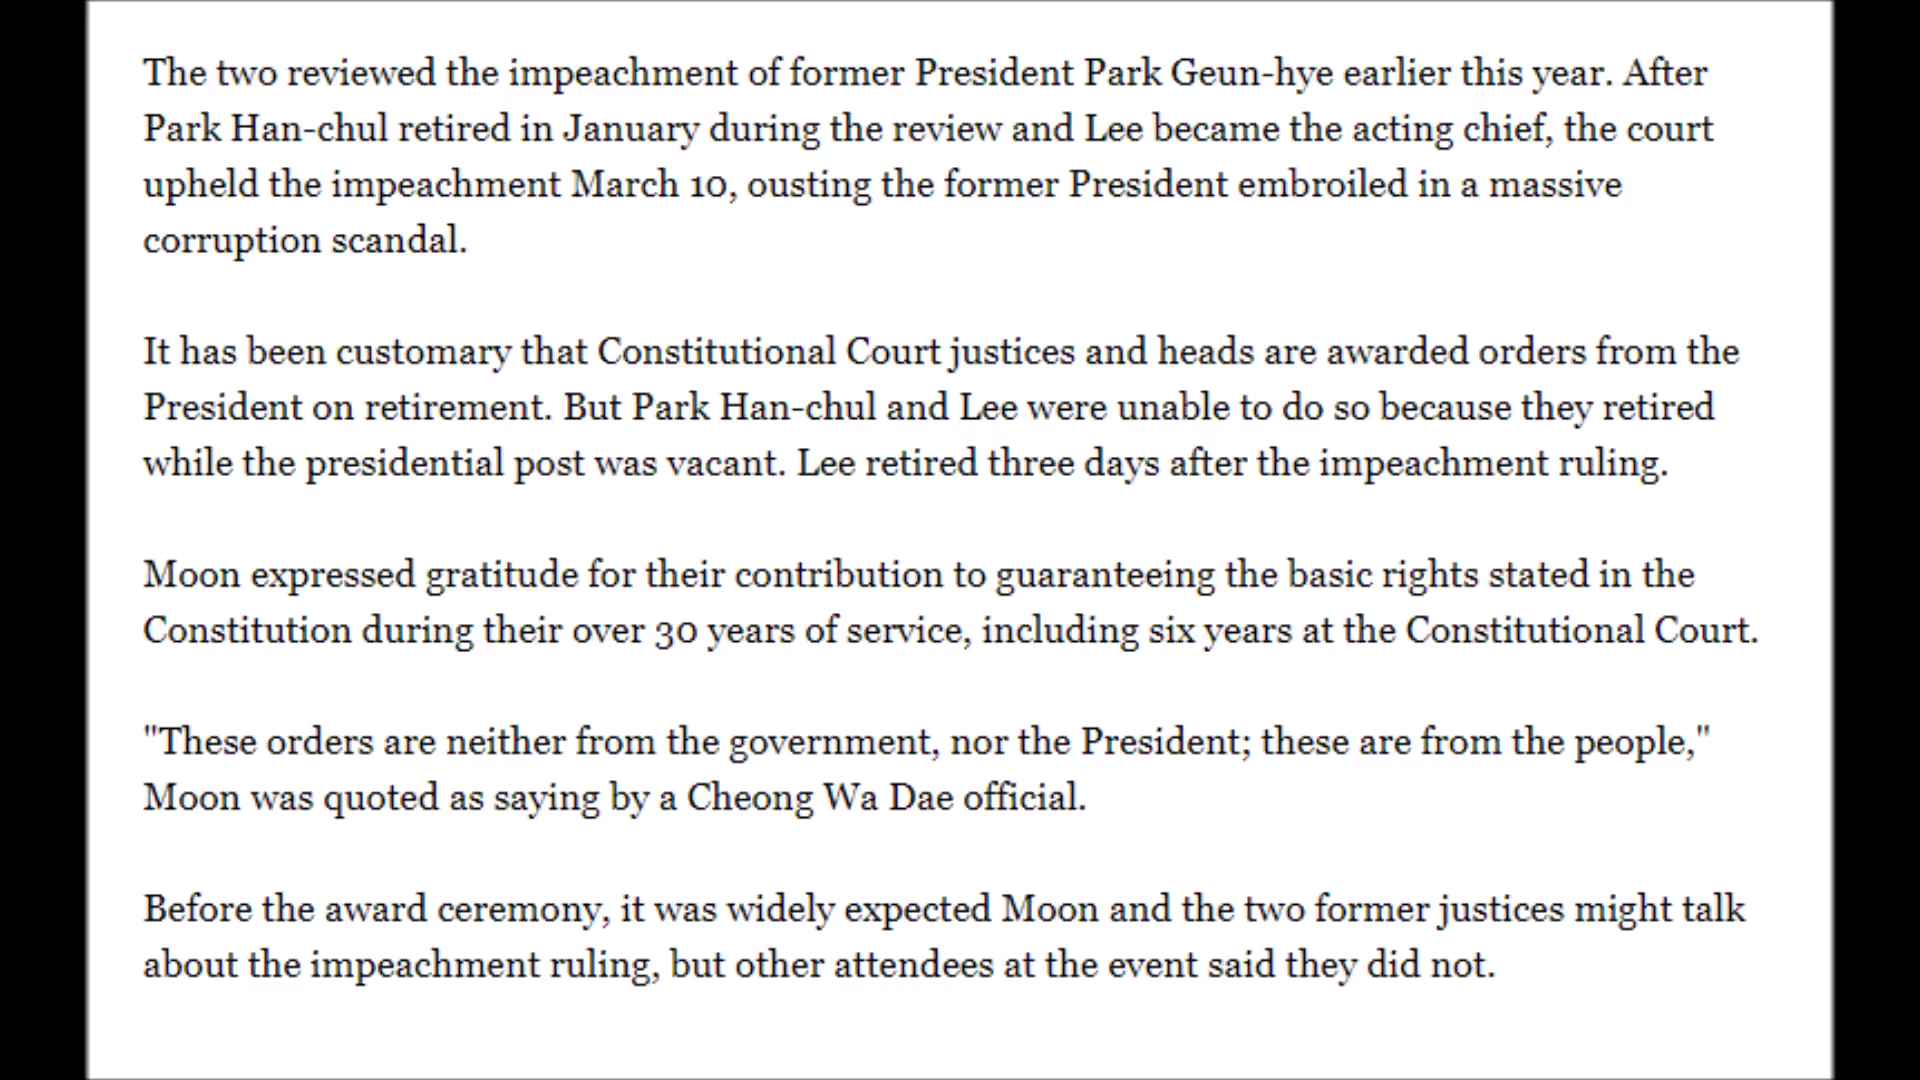 The two reviewed the impeachment of former President Park Geun-hye earlier this year. After
Park Han-chul retired in January during the review and Lee became the acting chief, the court
upheld the impeachment March 10, ousting the former President embroiled in a massive
corruption scandal.
It has been customary that Constitutional Court justices and heads are awarded orders from the
President on retirement. But Park Han-chul and Lee were unable to do so because they retired
while the presidential post was vacant. Lee retired three days after the impeachment ruling.
Moon expressed gratitude for their contribution to guaranteeing the basic rights stated in the
Constitution during their over 30 years of service, including six years at the Constitutional Court.
"These orders are neither from the government, nor the President; these are from the people,"
Moon was quoted as saying by a Cheong Wa Dae official.
Before the award ceremony, it was widely expected Moon and the two former justices might talk
about the impeachment ruling, but other attendees at the event said they did not.